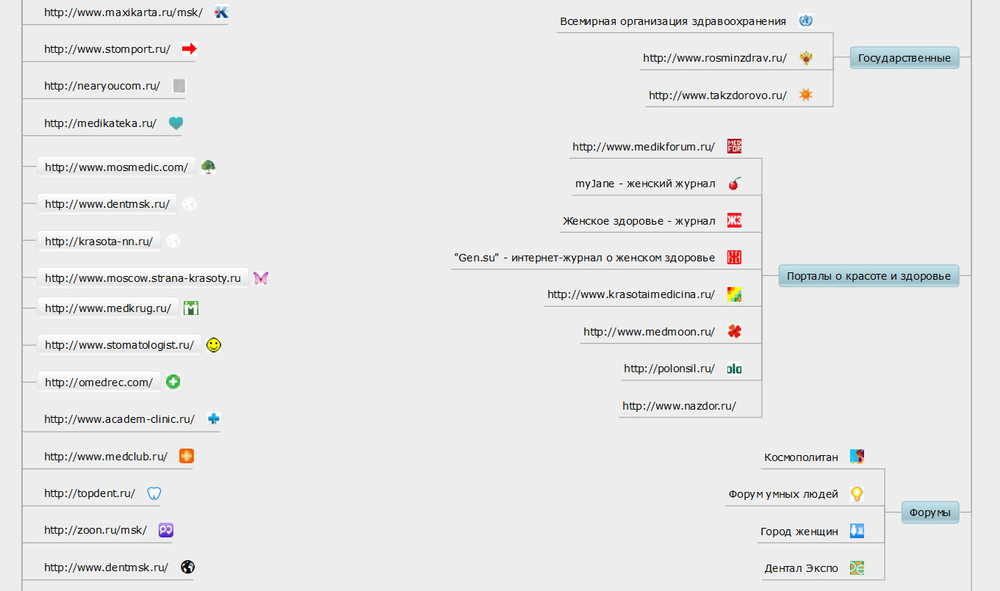 http://www.maxikarta.ru/msk/
http://www.stomport.ru/
http://nearyoucom.ru/
http://medikateka.ru/
http://www.mosmedic.com/
http://www.dentmsk.ru/
http://krasota-nn.ru/
http://www.moscow.strana-krasoty.ru
http://www.medkrug.ru/
http://www.stomatologist.ru/
http://omedrec.com/
http://www.academ-clinic.ru/
http://www.medclub.ru/
http://topdent.ru/
http://zoon.ru/msk/
http://www.dentmsk.ru/
Всемирная организация здравоохранения
http://www.rosminzdrav.ru/
http://www.takzdorovo.ru/
Государственные
http://www.medikforum.ru/
MED
FOR
myJane - женский журнал
Женское здоровье - журнал
ЖЗ
"Gen.su" - интернет-журнал о женском здоровье
Ж
http://www.krasotaimedicina.ru/
http://www.medmoon.ru/
http://polonsil.ru/
olo
http://www.nazdor.ru/
Порталы о красоте и здоровье
Космополитан
Форум умных людей
Город женщин
Дентал Экспо
DE
Форумы